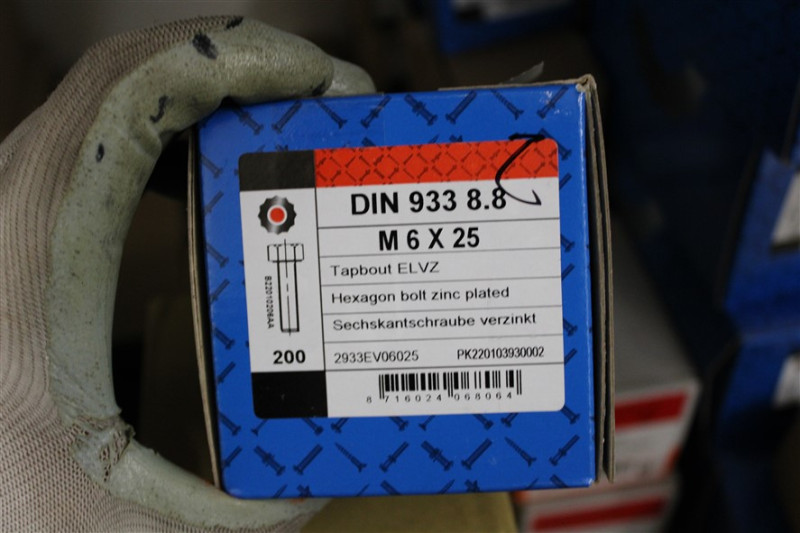 DIN 933 8.8
M 6 X 25
Tapbout ELVZ
Hexagon bolt zinc plated
Sechskantschraube verzinkt
B22010206AA
200
2933EV06025 PK220103930002
8 716024 068064